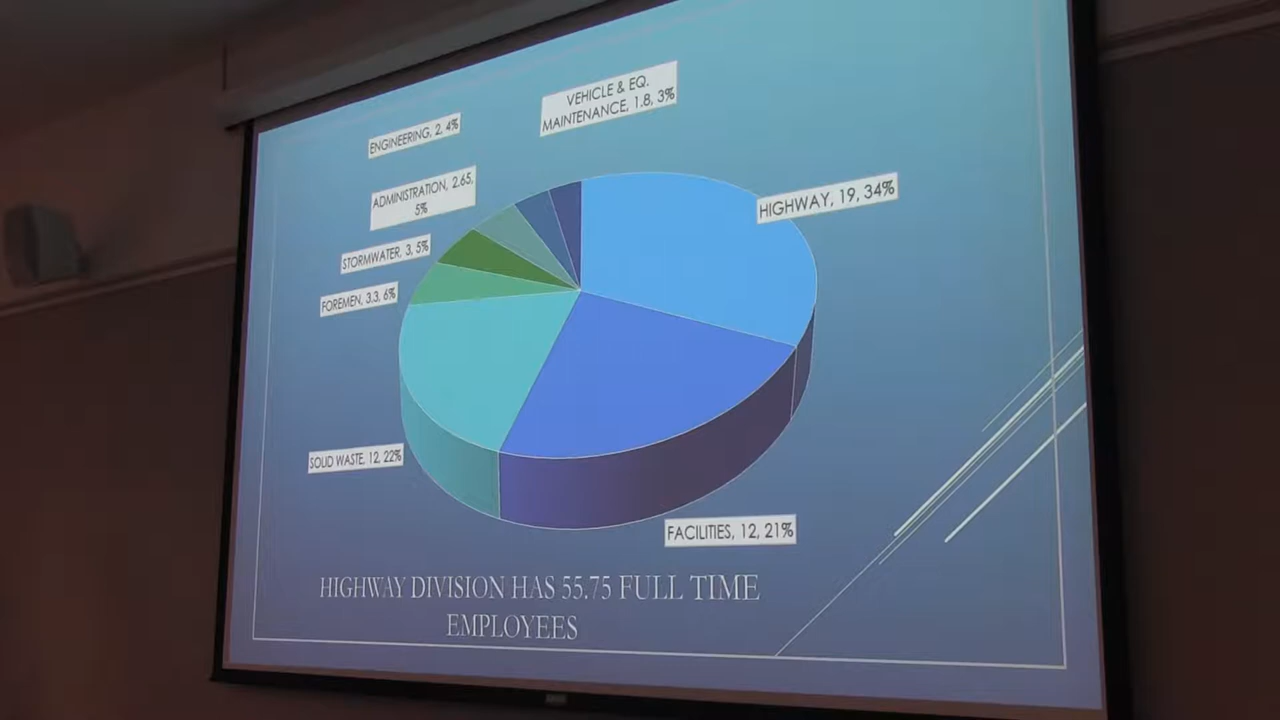 VEHICLE & EQ.
MAINTENANCE, 1.8, 3%
ENGINEERING, 2, 4%
ADMINISTRATION, 2.65,
5%
HIGHWAY, 19, 34%
STORMWATER, 3, 5%
FOREMEN, 3.3, 6%
SOLID WASTE, 12, 22%
FACILITIES, 12, 21%
HIGHWAY DIVISION HAS 55.75 FULL TIME
EMPLOYEES